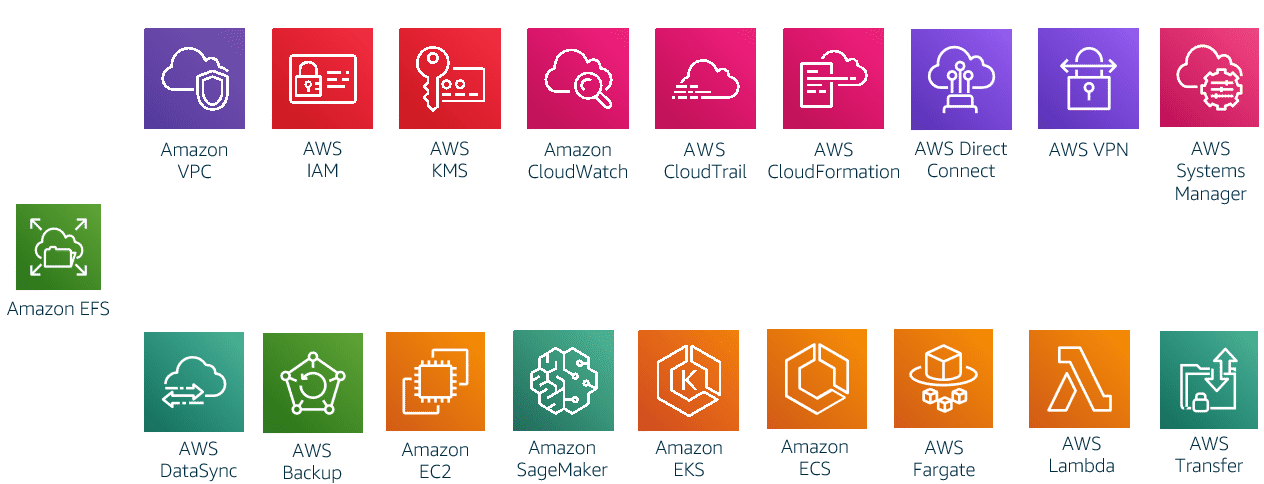 Amazon
VPC
AWS
IAM
AWS
KMS
Amazon
CloudWatch
AWS
CloudTrail
AWS
CloudFormation
AWS Direct
Connect
AWS VPN
AWS
Systems
Manager
Amazon EFS
AWS
DataSync
AWS
Backup
Amazon
EC2
Amazon
SageMaker
K
Amazon
EKS
Amazon
ECS
AWS
Fargate
AWS
Lambda
AWS
Transfer